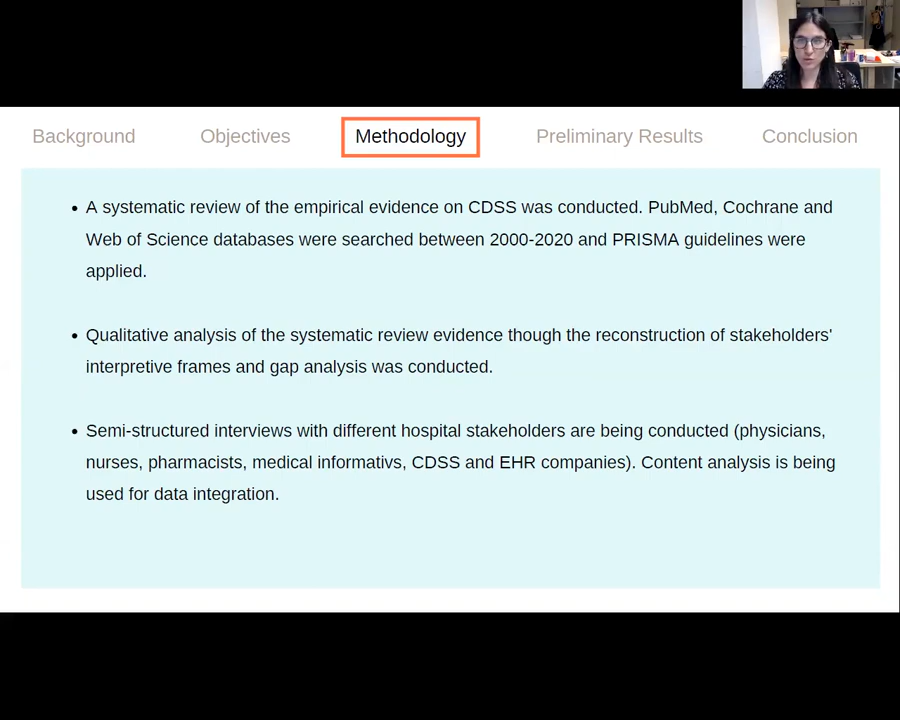 Background Objectives Methodology Preliminary Results Conclusion
• A systematic review of the empirical evidence on CDSS was conducted. PubMed, Cochrane and
Web of Science databases were searched between 2000-2020 and PRISMA guidelines were
applied.
• Qualitative analysis of the systematic review evidence though the reconstruction of stakeholders'
interpretive frames and gap analysis was conducted.
• Semi-structured interviews with different hospital stakeholders are being conducted (physicians,
nurses, pharmacists, medical informativs, CDSS and EHR companies). Content analysis is being
used for data integration.